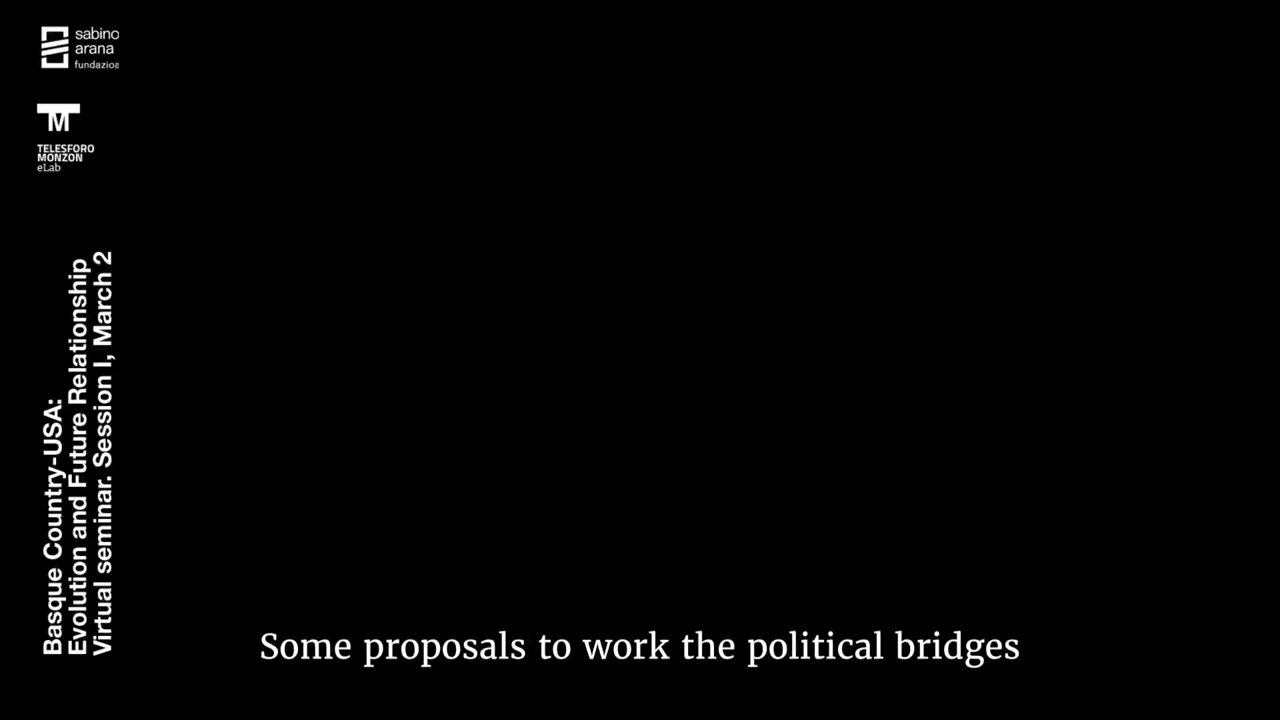 sabino
arana
fundazioa
TM
TELESFORO
MONZON
eLab
Basque Country-USA:
Evolution and Future Relationship
Virtual seminar. Session I, March 2
Some proposals to work the political bridges